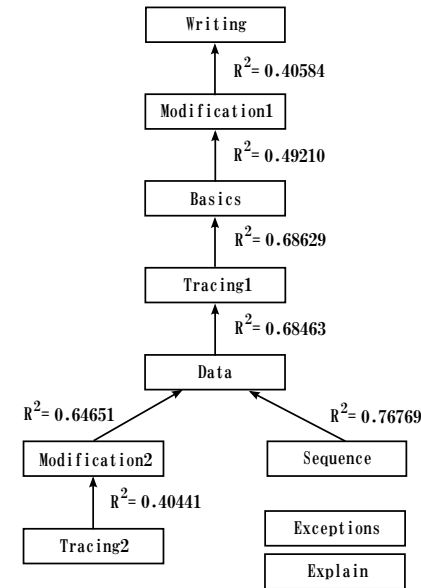 Writing
R²= 0.40584
Modification1
R²= 0.49210
Basics
R²= 0.68629
Tracing1
R²= 0.68463
Data
R²= 0.64651
R²= 0.76769
Modification2
Sequence
R²= 0.40441
Exceptions
Tracing2
Explain